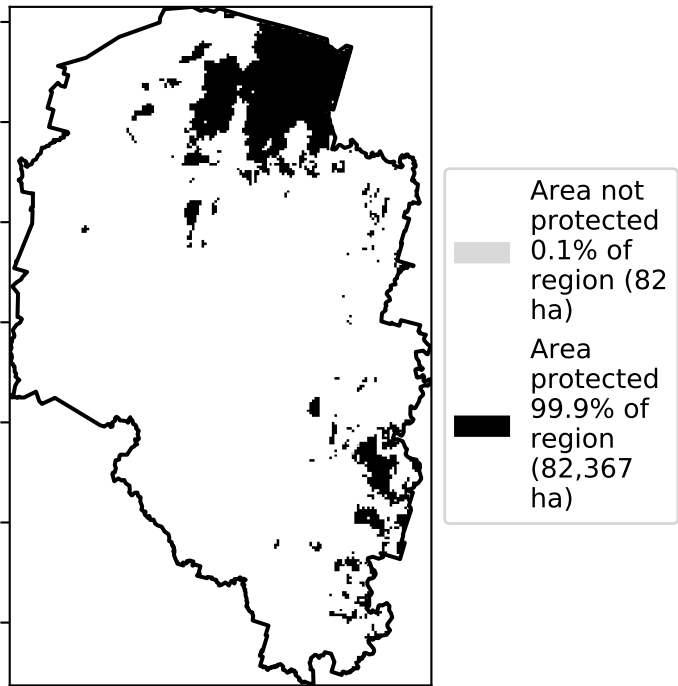 Area not
protected
0.1% of
region (82
ha)
Area
protected
99.9% of
region
(82,367
ha)